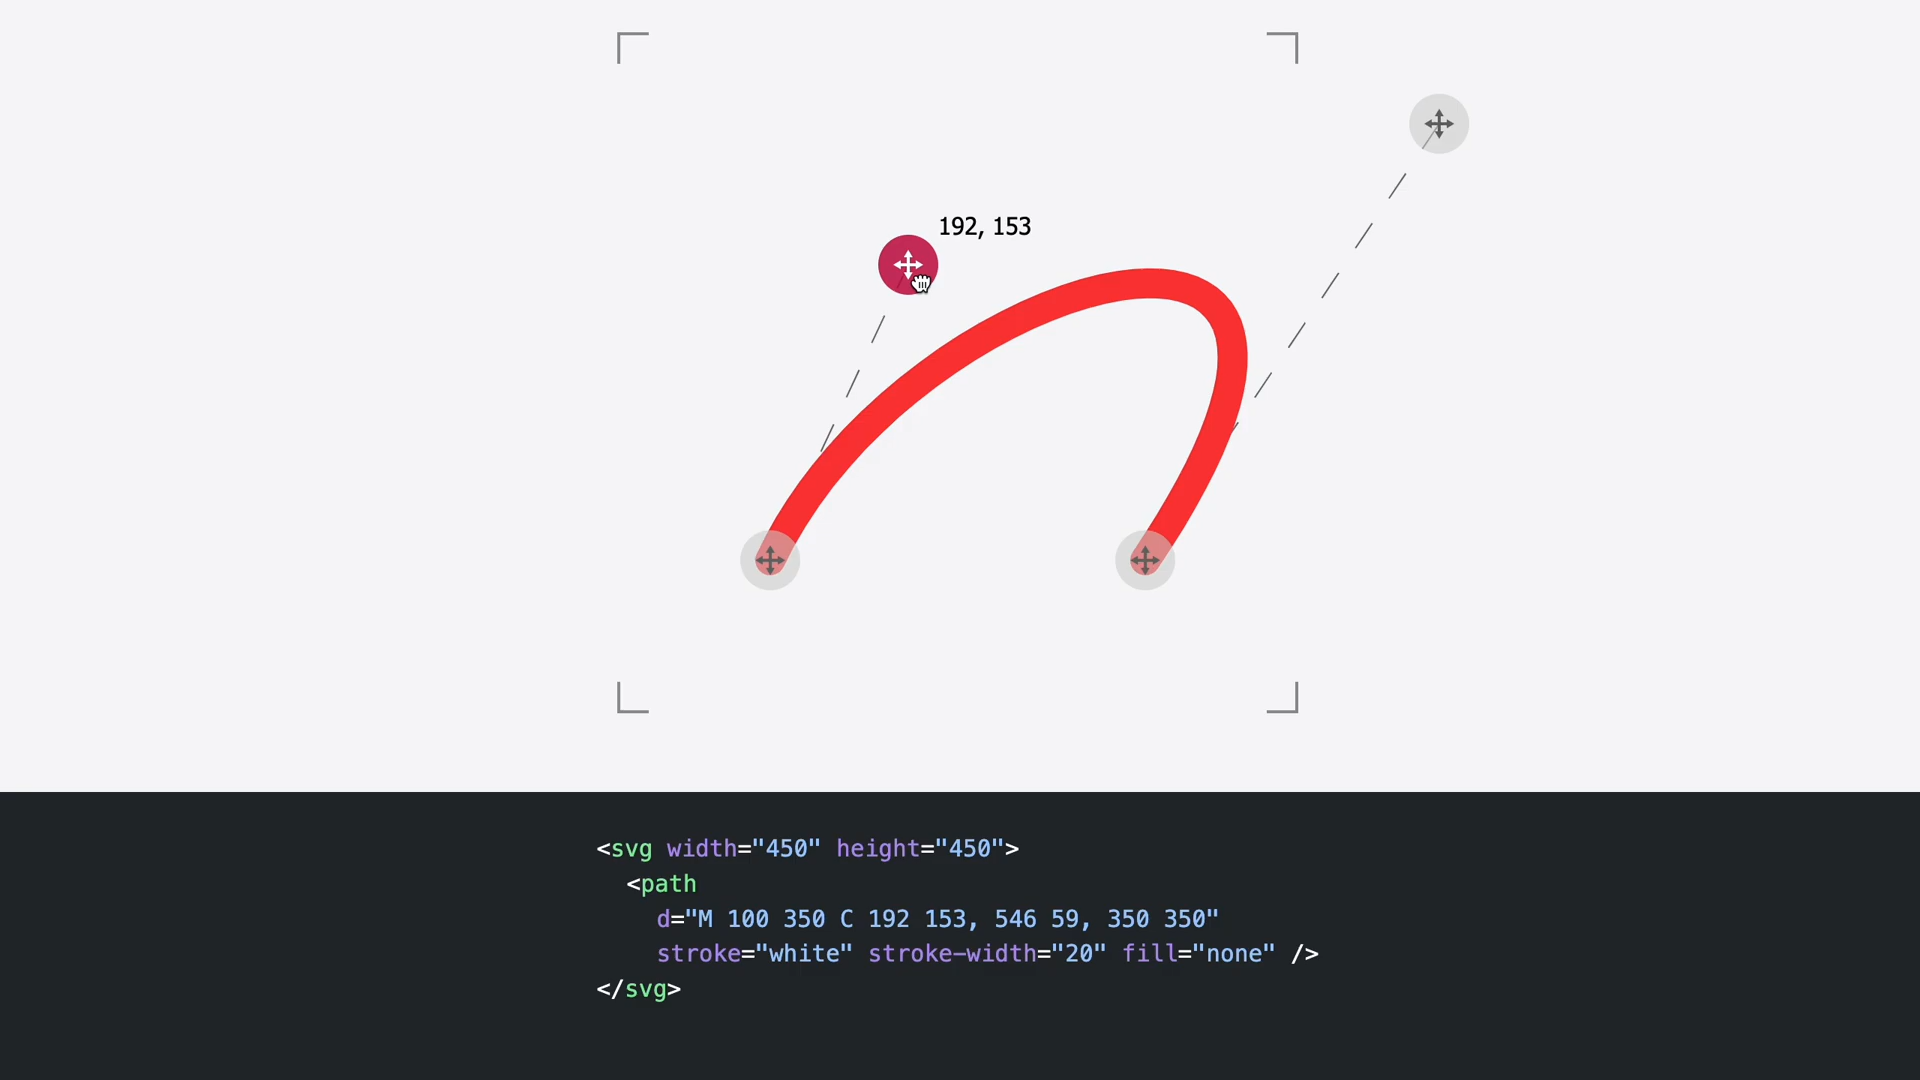 192, 153
<svg width="450" height="450">
<path
d="M 100 350 C 192 153, 546 59, 350 350"
stroke="white" stroke-width="20" fill="none" />
</svg>